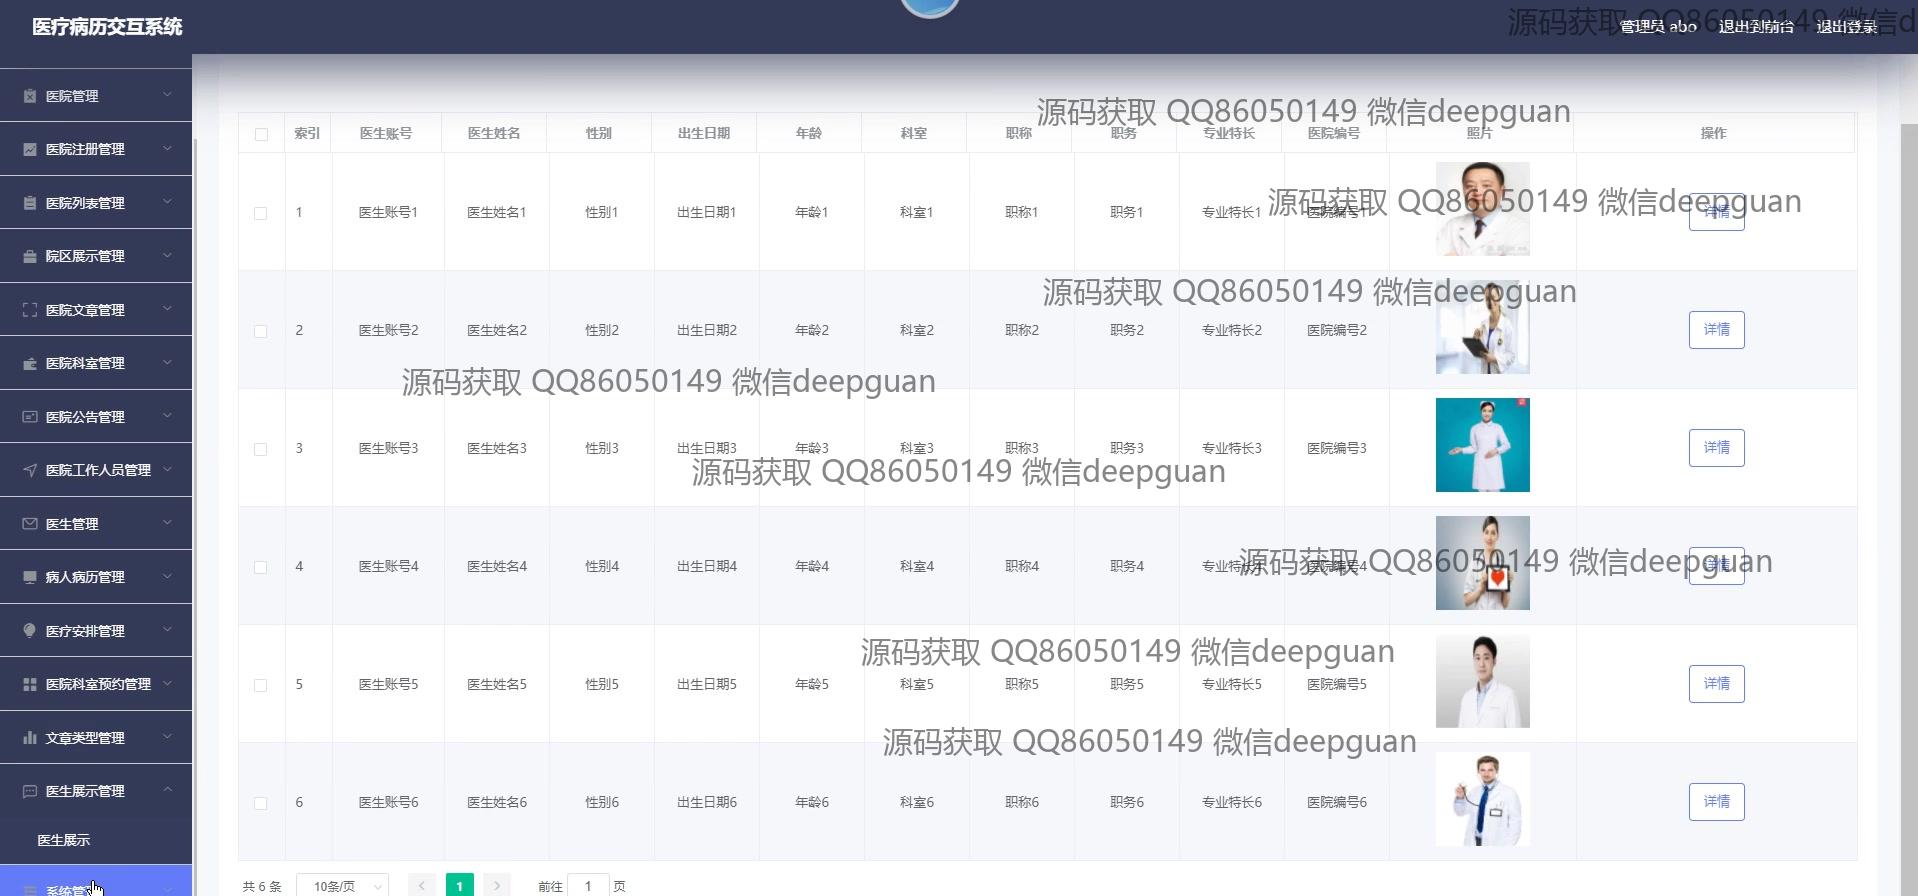 医疗病历交互系统
管理员 abo 退出到前台 退出登录
源码获取 QQ86050149 微信d
医院管理
医院注册管理
医院列表管理
院区展示管理
医院文章管理
医院科室管理
医院公告管理
医院工作人员管理
医生管理
病人病历管理
医疗安排管理
医院科室预约管理
文章类型管理
医生展示管理
医生展示
系统管
源码获取 QQ86050149 微信deepguan
索引 医生账号 医生姓名 性别 出生日期 年龄 科室 职称 职务 专业特长 医院编号 照片 操作
1 医生账号1 医生姓名1 性别1 出生日期1 年龄1 科室1 职称1 职务1 专业特长1 医院编号1 详情
源码获取 QQ86050149 微信deepguan
源码获取 QQ86050149 微信deepguan
2 医生账号2 医生姓名2 性别2 出生日期2 年龄2 科室2 职称2 职务2 专业特长2 医院编号2 详情
源码获取 QQ86050149 微信deepguan
3 医生账号3 医生姓名3 性别3 出生日期3 年龄3 科室3 职称3 职务3 专业特长3 医院编号3 详情
源码获取 QQ86050149 微信deepguan
4 医生账号4 医生姓名4 性别4 出生日期4 年龄4 科室4 职称4 职务4 专业特长4 医院编号4 详情
源码获取 QQ86050149 微信deepguan
源码获取 QQ86050149 微信deepguan
5 医生账号5 医生姓名5 性别5 出生日期5 年龄5 科室5 职称5 职务5 专业特长5 医院编号5 详情
源码获取 QQ86050149 微信deepguan
6 医生账号6 医生姓名6 性别6 出生日期6 年龄6 科室6 职称6 职务6 专业特长6 医院编号6 详情
共 6 条 10条/页 1 前往 1 页